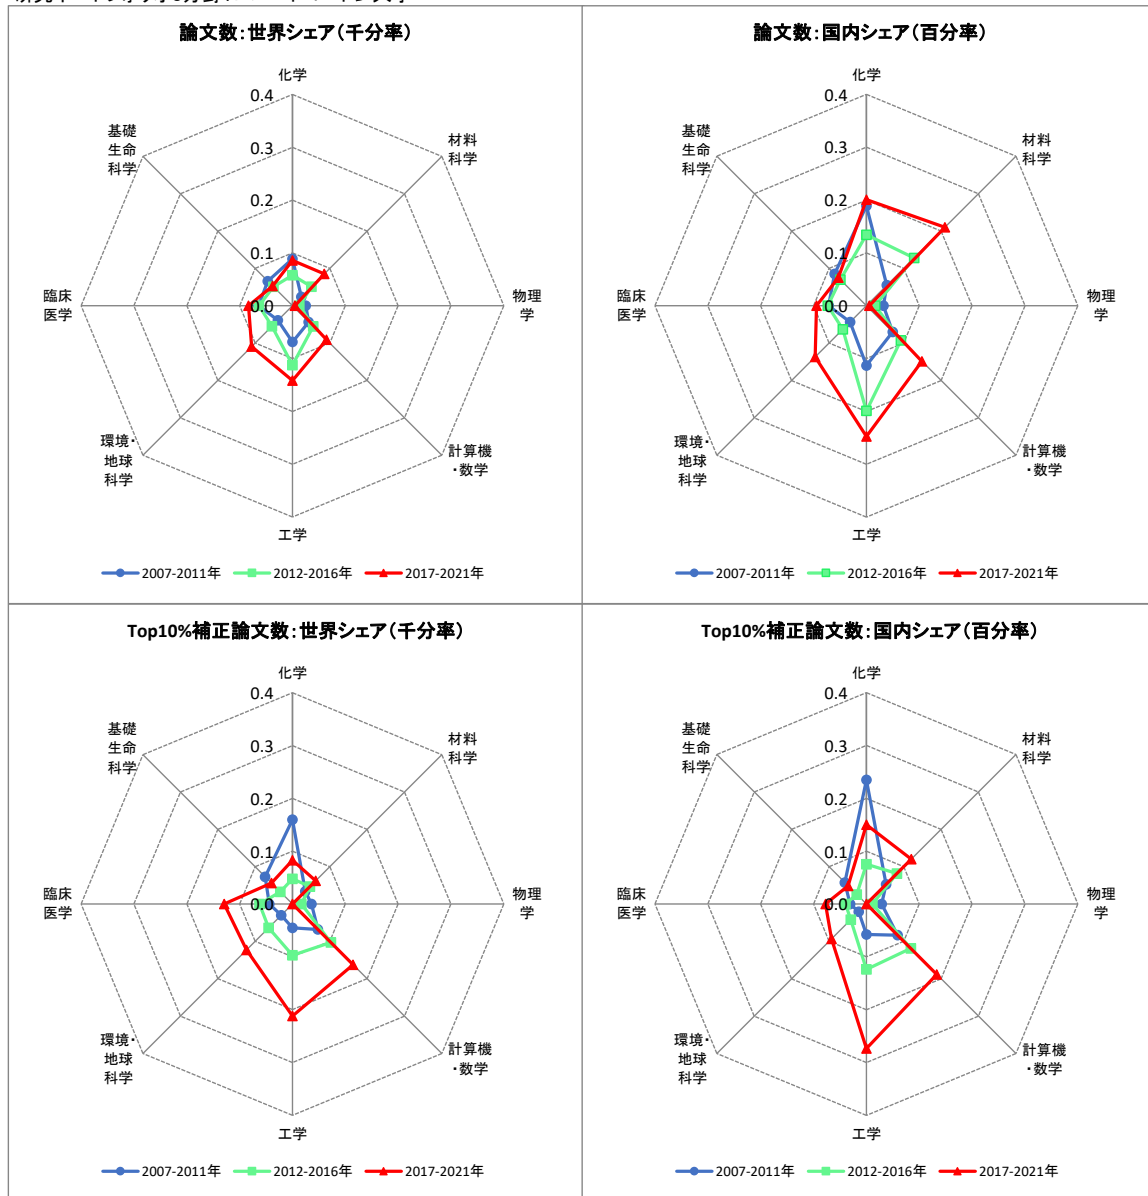 論文数：世界シェア（千分率）
化学
0.4
0.3
0.2
0.1
0.0
材料
科学
物理
学
計算機
・数学
工学
環境・
地球
科学
臨床
医学
基礎
生命
科学
2007-2011年 2012-2016年 2017-2021年
論文数：国内シェア（百分率）
化学
0.4
0.3
0.2
0.1
0.0
材料
科学
物理
学
計算機
・数学
工学
環境・
地球
科学
臨床
医学
基礎
生命
科学
2007-2011年 2012-2016年 2017-2021年
Top10%補正論文数：世界シェア（千分率）
化学
0.4
0.3
0.2
0.1
0.0
材料
科学
物理
学
計算機
・数学
工学
環境・
地球
科学
臨床
医学
基礎
生命
科学
2007-2011年 2012-2016年 2017-2021年
Top10%補正論文数：国内シェア（百分率）
化学
0.4
0.3
0.2
0.1
0.0
材料
科学
物理
学
計算機
・数学
工学
環境・
地球
科学
臨床
医学
基礎
生命
科学
2007-2011年 2012-2016年 2017-2021年